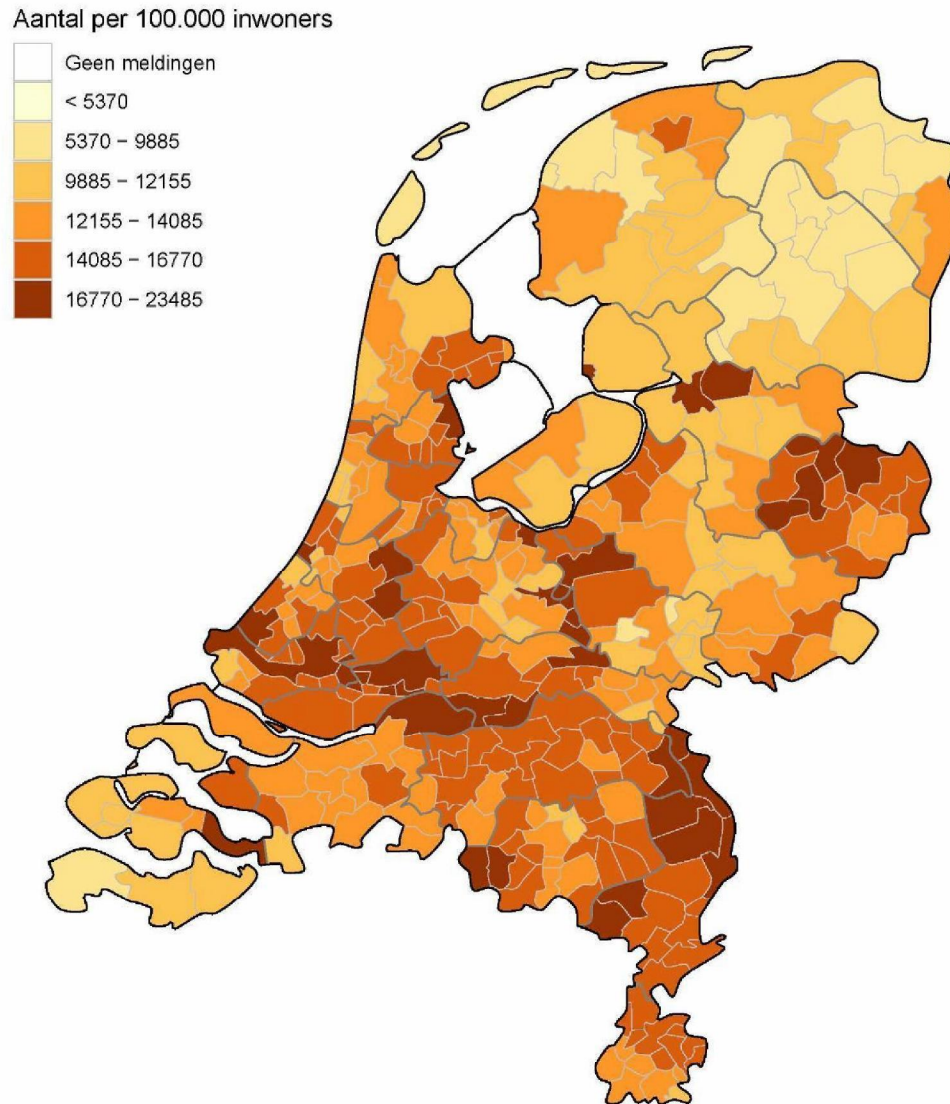 Aantal per 100.000 inwoners
Geen meldingen
< 5370
5370 − 9885
9885 − 12155
12155 − 14085
14085 − 16770
16770 − 23485